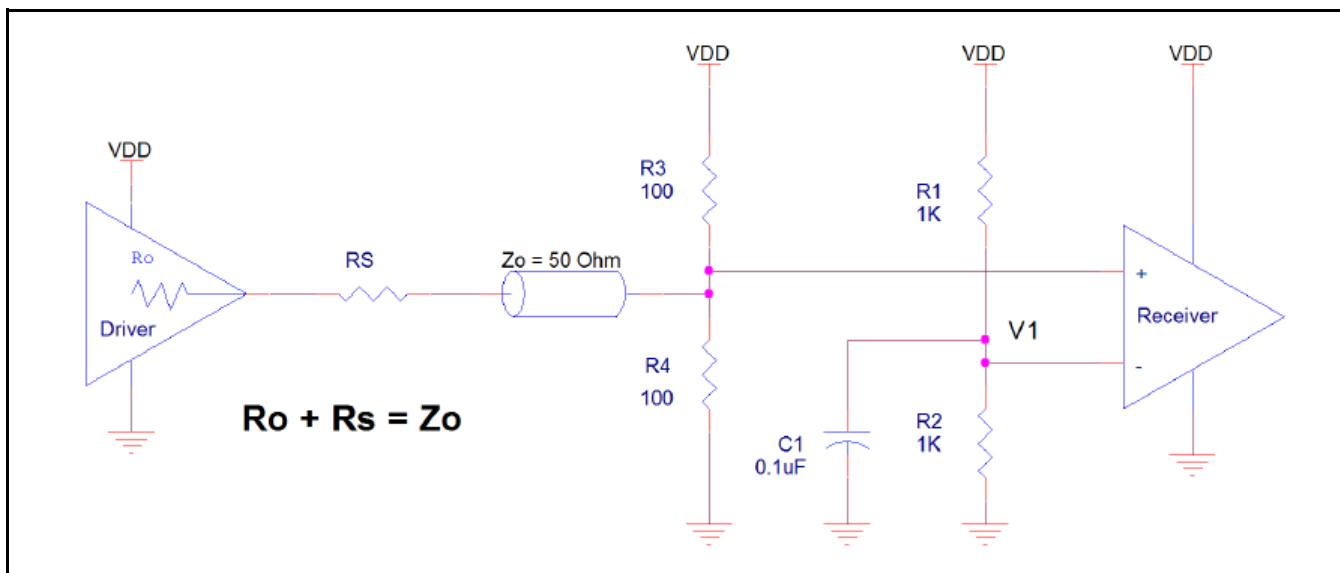 VDD
VDD
VDD
VDD
R3
100
R1
1K
Ro
RS
Zo = 50 Ohm
+
Driver
Receiver
V1
-
R4
100
Ro + Rs = Zo
R2
1K
C1
0.1uF